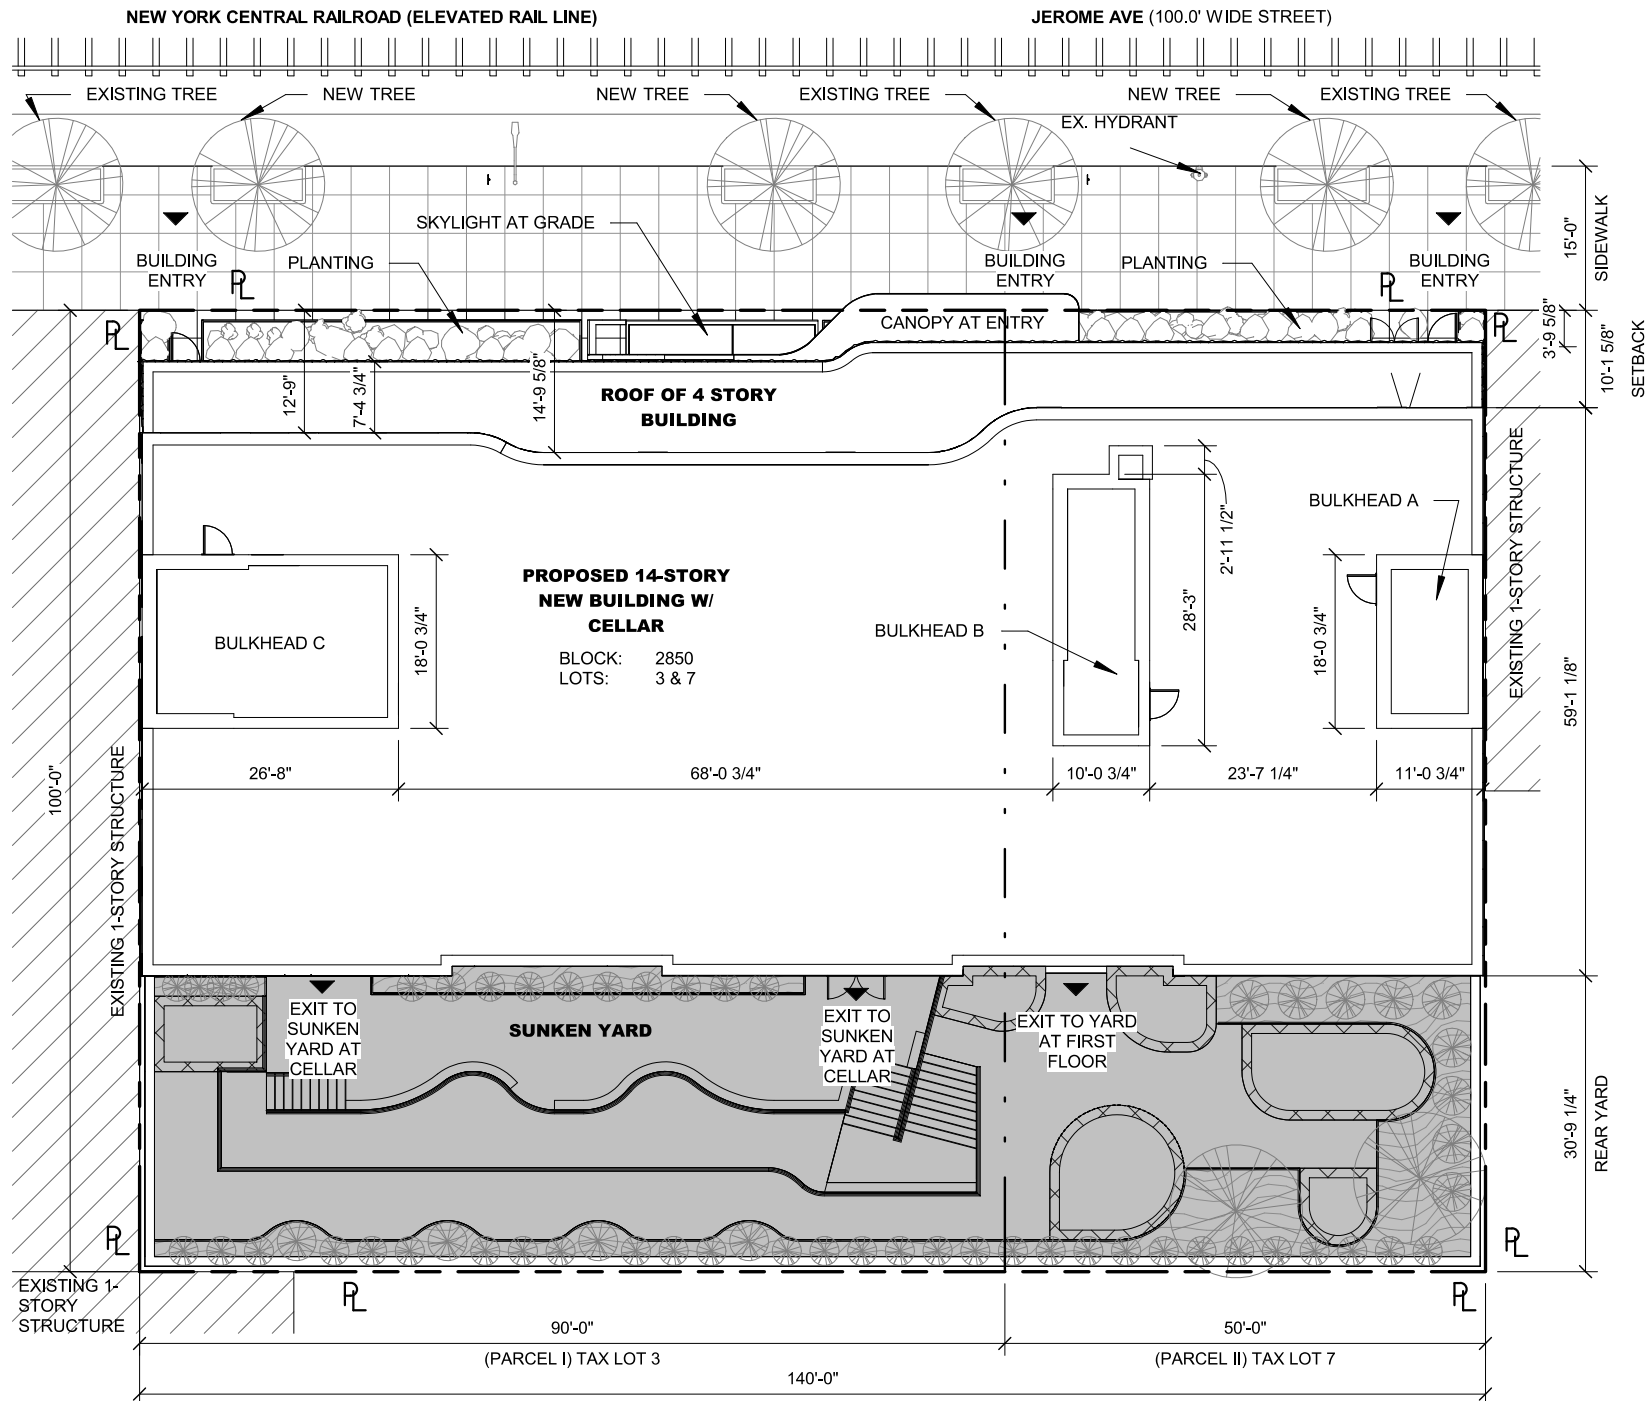 NEW YORK CENTRAL RAILROAD (ELEVATED RAIL LINE)
JEROME AVE (100.0' WIDE STREET)
EXISTING TREE
NEW TREE
NEW TREE
EXISTING TREE
NEW TREE
EXISTING TREE
EX. HYDRANT
SKYLIGHT AT GRADE
15'-0"
SIDEWALK
BUILDING
ENTRY
PLANTING
BUILDING
ENTRY
PLANTING
BUILDING
ENTRY
PL
PL
PL
PL
CANOPY AT ENTRY
3'-9 5/8"
10'-1 5/8"
SETBACK
12'-9"
7'-4 3/4"
14'-9 5/8"
ROOF OF 4 STORY
BUILDING
BULKHEAD A
2'-11 1/2"
EXISTING 1-STORY STRUCTURE
PROPOSED 14-STORY
NEW BUILDING W/
CELLAR
BLOCK: 2850
LOTS: 3 & 7
BULKHEAD C
18'-0 3/4"
BULKHEAD B
28'-3"
18'-0 3/4"
59'-1 1/8"
100'-0"
EXISTING 1-STORY STRUCTURE
26'-8"
68'-0 3/4"
10'-0 3/4"
23'-7 1/4"
11'-0 3/4"
EXIT TO
SUNKEN
YARD AT
CELLAR
SUNKEN YARD
EXIT TO
SUNKEN
YARD AT
CELLAR
EXIT TO YARD
AT FIRST
FLOOR
30'-9 1/4"
REAR YARD
PL
PL
EXISTING 1-
STORY
STRUCTURE
PL
PL
90'-0"
50'-0"
(PARCEL I) TAX LOT 3
(PARCEL II) TAX LOT 7
140'-0"